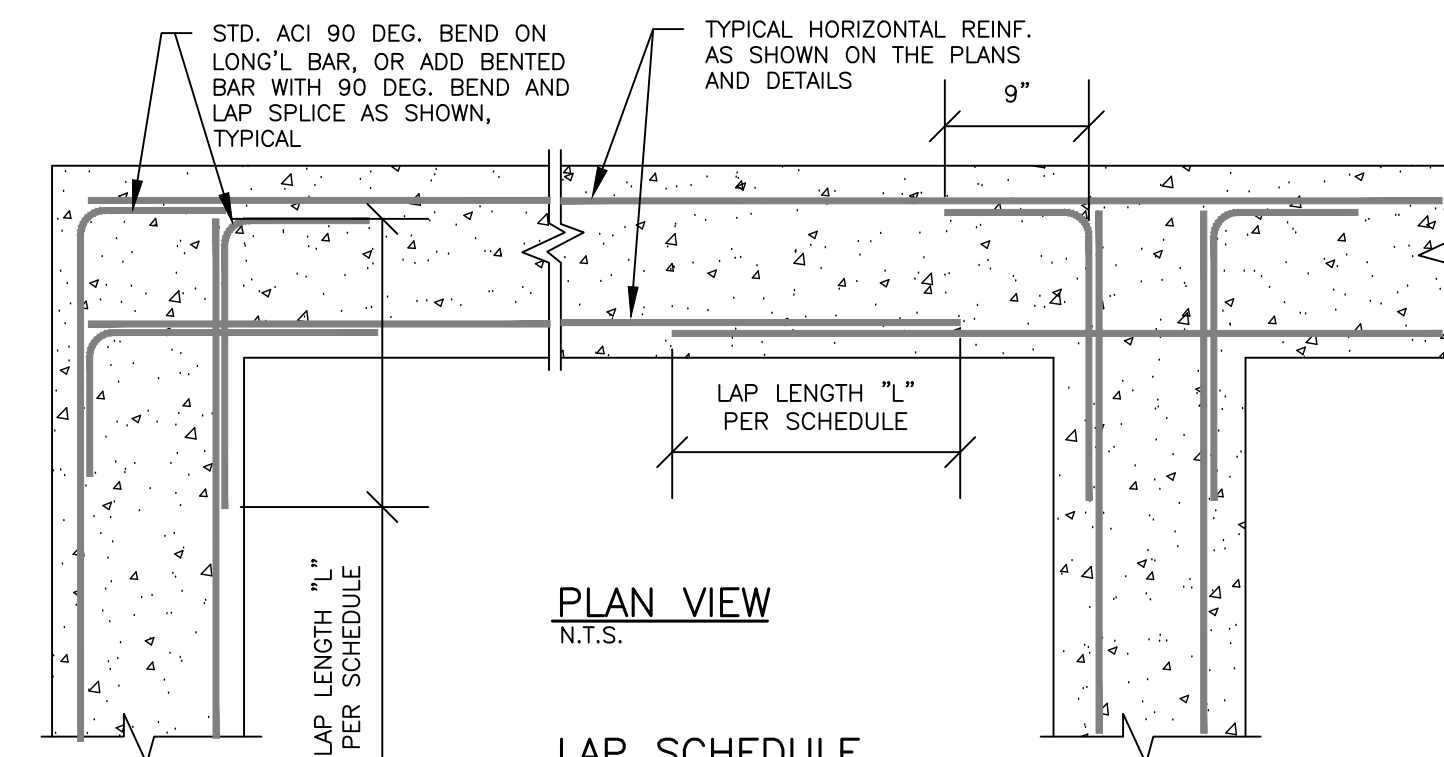 STD. ACI 90 DEG. BEND ON
LONG'L BAR, OR ADD BENTED
BAR WITH 90 DEG. BEND AND
LAP SPLICE AS SHOWN,
TYPICAL
TYPICAL HORIZONTAL REINF.
AS SHOWN ON THE PLANS
AND DETAILS
9"
LAP LENGTH "L"
PER SCHEDULE
LAP LENGTH "L"
PER SCHEDULE
PLAN VIEW
N.T.S.
LAP SCHEDULE